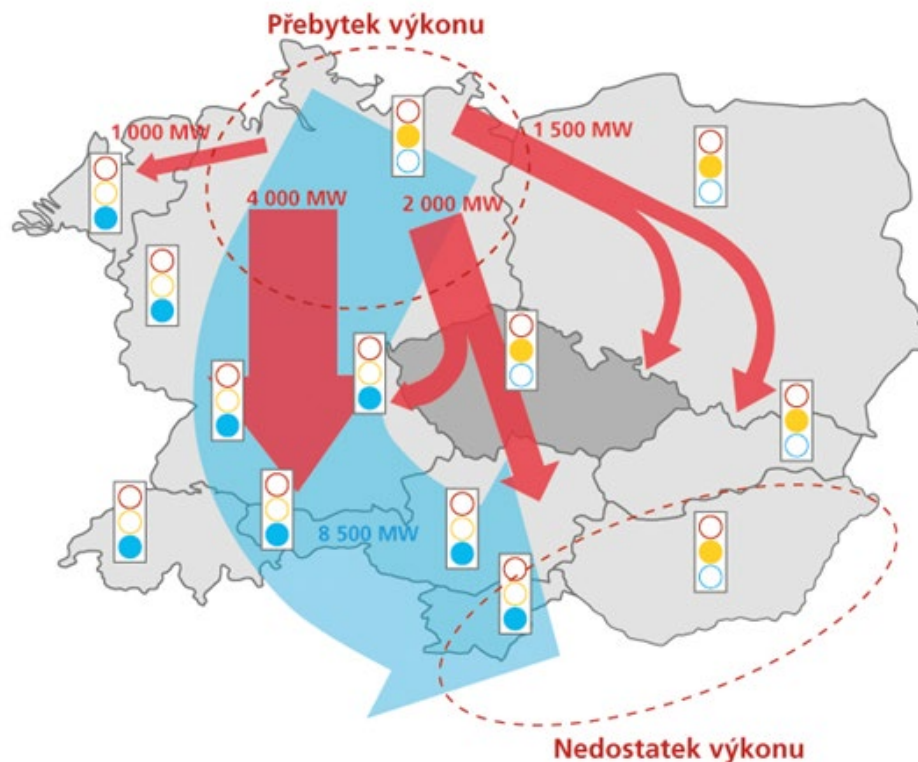 Přebytek výkonu
1 000 MW
1 500 MW
4 000 MW
2 000 MW
8 500 MW
Nedostatek výkonu